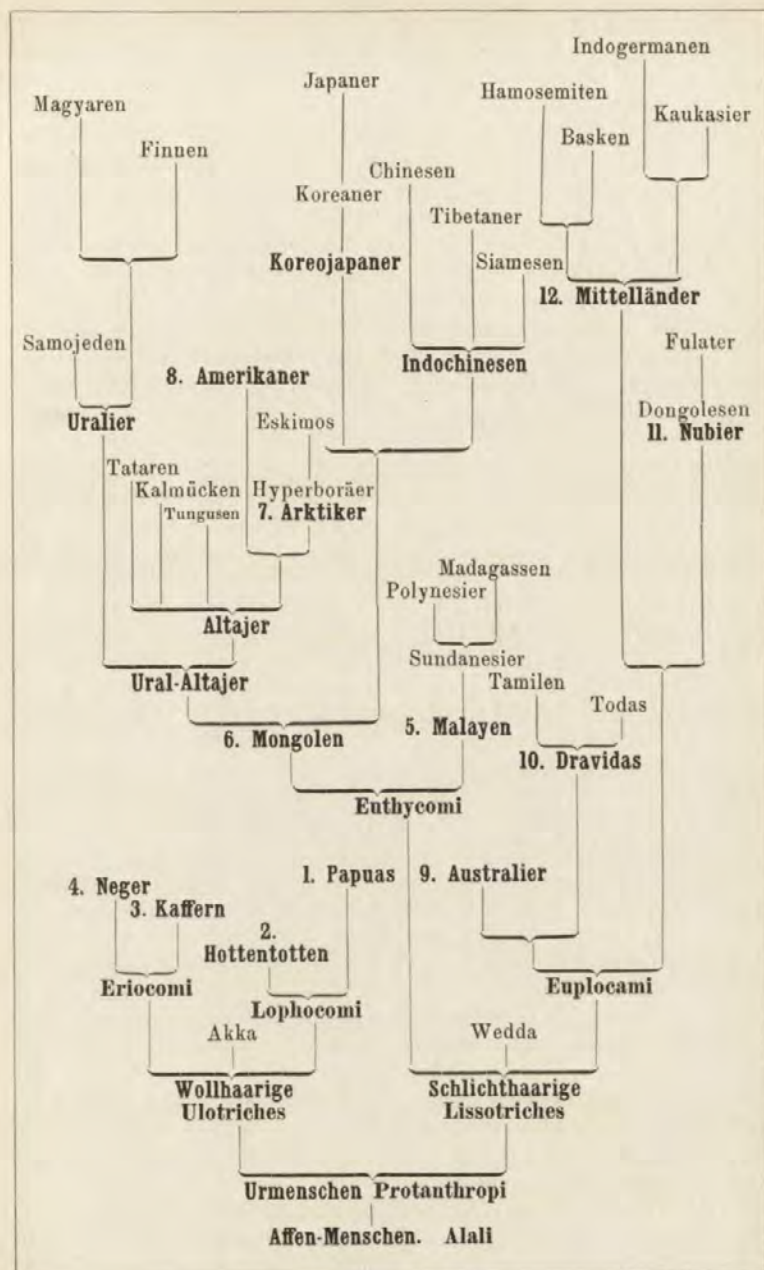 Indogermanen
Japaner
Hamosemiten
Magyaren
Kaukasier
Basken
Finnen
Chinesen
Koreaner
Tibetaner
Koreojapaner
Siamesen
12. Mittelländer
Samojeden
Fulater
Indochinesen
8. Amerikaner
Uralier
Eskimos
Dongolesen
11. Nubier
Tataren
Kalmücken
Hyperboräer
Tungusen
7. Arktiker
Madagassen
Polynesier
Altajer
Sundanesier
Ural-Altajer
Tamilen
Todas
5. Malayen
6. Mongolen
10. Dravidas
Euthycomi
1. Papuas
9. Australier
4. Neger
3. Kaffern
2.
Hottentotten
Eriocomi
Euplocami
Lophocomi
Akka
Wedda
Wollhaarige
Ulotriches
Schlichthaarige
Lissotriches
Urmenschen Protanthropi
Affen-Menschen. Alali